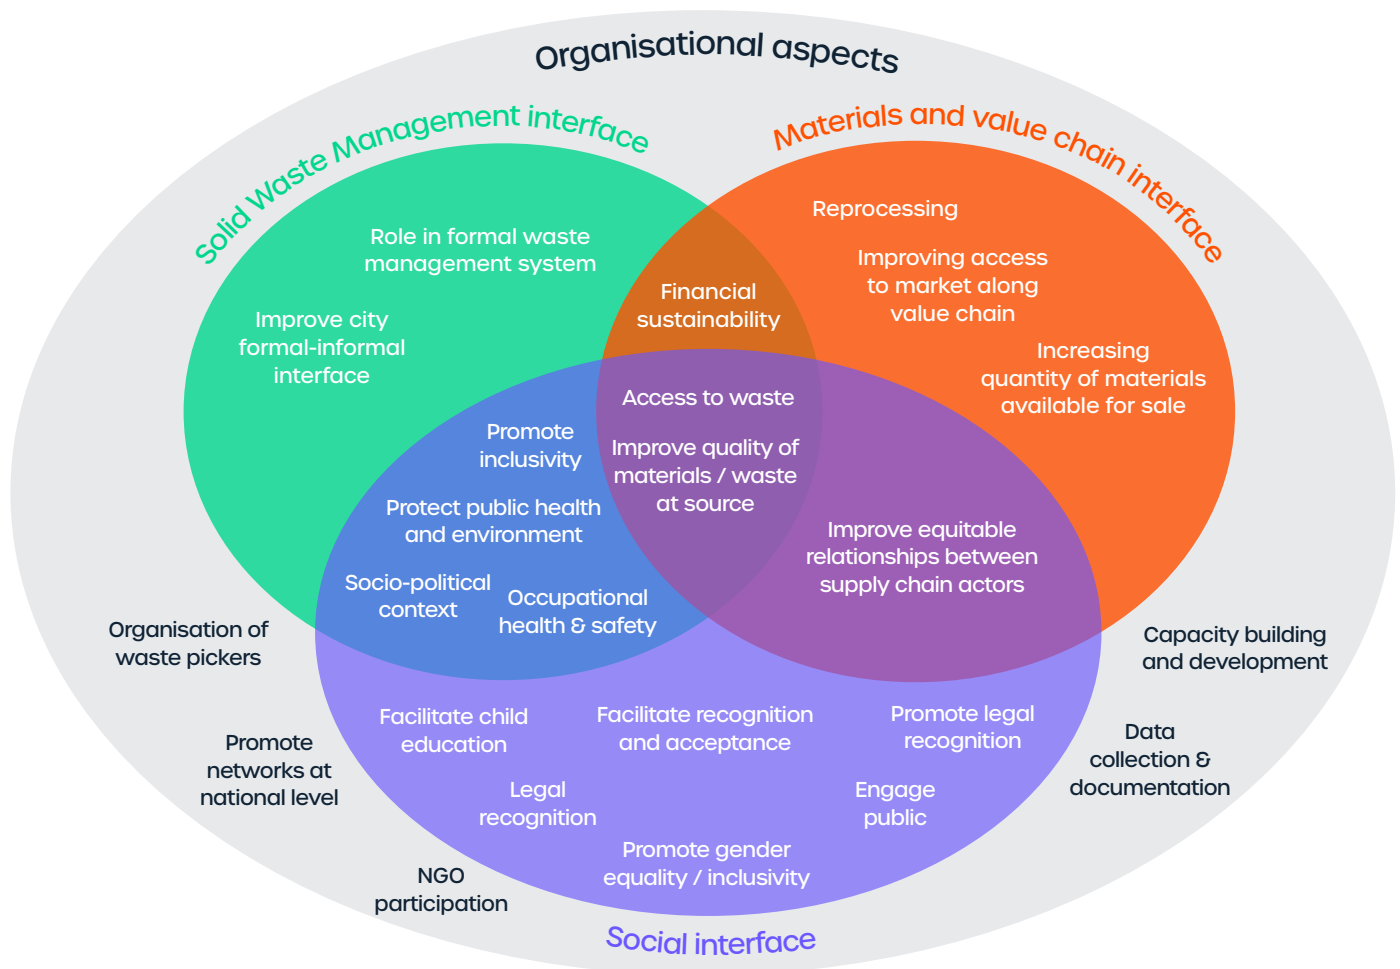 Organisational aspects
Solid Waste Management interface
Materials and value chain interface
Role in formal waste
management system
Improve city
formal-informal
interface
Financial
sustainability
Reprocessing
Improving access
to market along
value chain
Increasing
quantity of materials
available for sale
Access to waste
Improve quality of
materials / waste
at source
Promote
inclusivity
Protect public health
and environment
Socio-political
context
Occupational
health & safety
Improve equitable
relationships between
supply chain actors
Organisation of
waste pickers
Capacity building
and development
Promote
networks at
national level
Data
collection &
documentation
Facilitate child
education
Facilitate recognition
and acceptance
Promote legal
recognition
Legal
recognition
Engage
public
Promote gender
equality / inclusivity
NGO
participation
Social interface